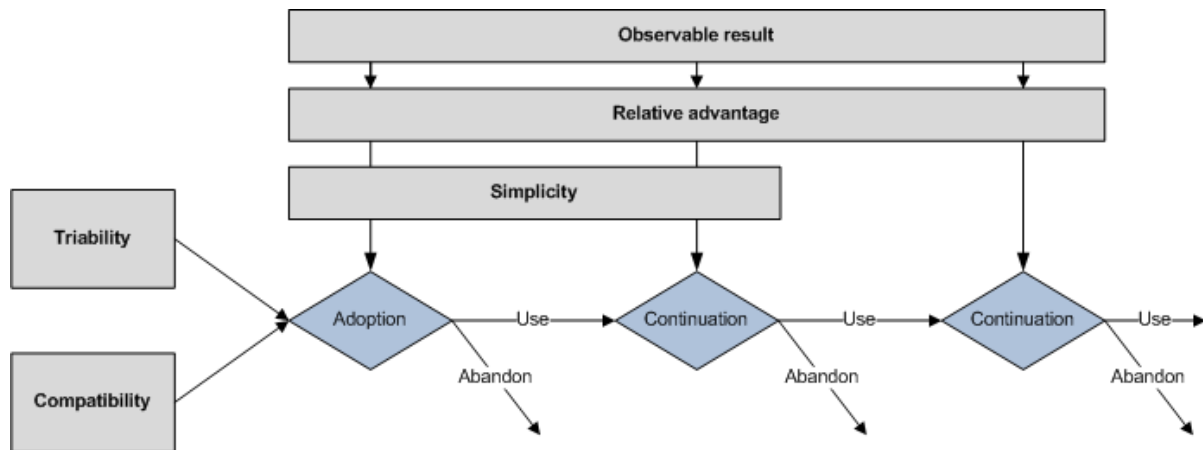 Observable result
Relative advantage
Simplicity
Triability
Adoption
Use
Continuation
Use
Continuation
Use
Abandon
Abandon
Abandon
Compatibility